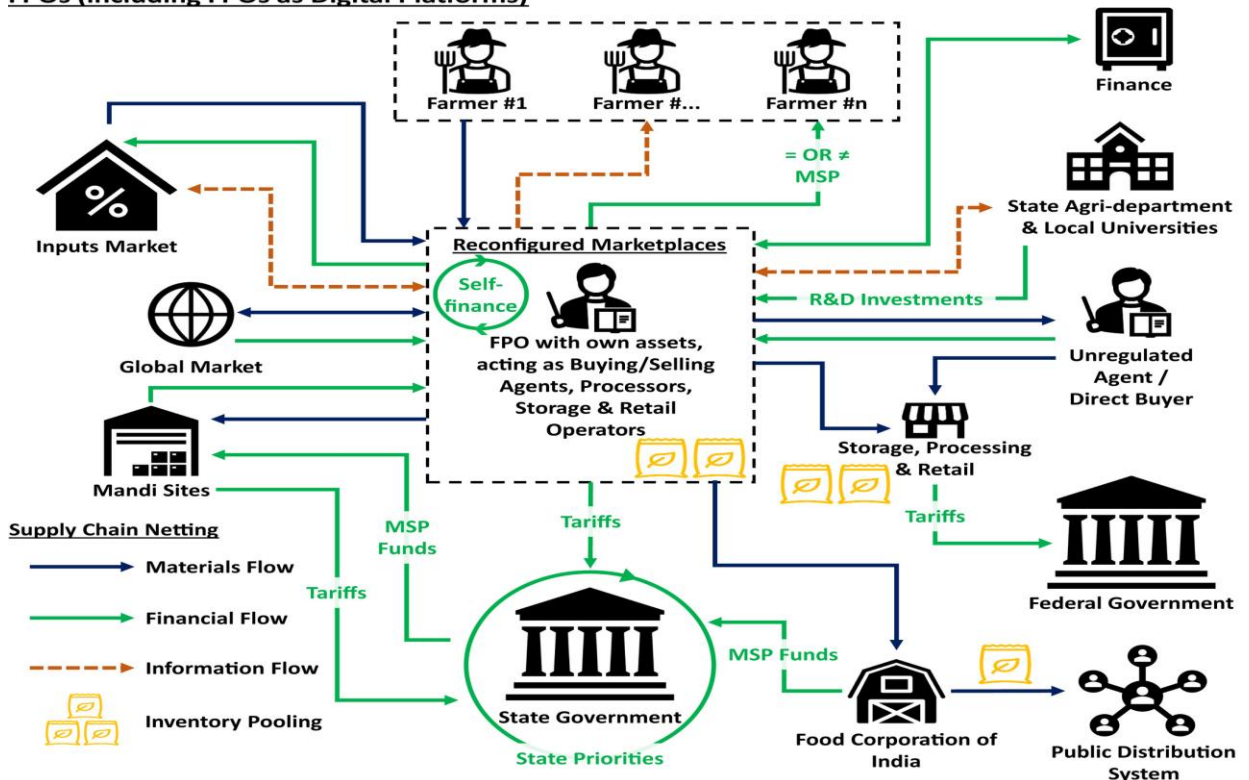 FPOs (including FPOs as Digital Platforms)
Farmer #1
Farmer #...
Farmer #n
Finance
= OR ≠
MSP
Inputs Market
State Agri-department
& Local Universities
Reconfigured Marketplaces
Self-
finance
R&D Investments
FPO with own assets,
acting as Buying/Selling
Agents, Processors,
Storage & Retail
Operators
Global Market
Unregulated
Agent /
Direct Buyer
Storage, Processing
& Retail
Mandi Sites
MSP
Funds
Tariffs
Tariffs
Supply Chain Netting
Materials Flow
Financial Flow
Information Flow
Inventory Pooling
Tariffs
Federal Government
State Government
State Priorities
MSP Funds
Food Corporation of
India
Public Distribution
System